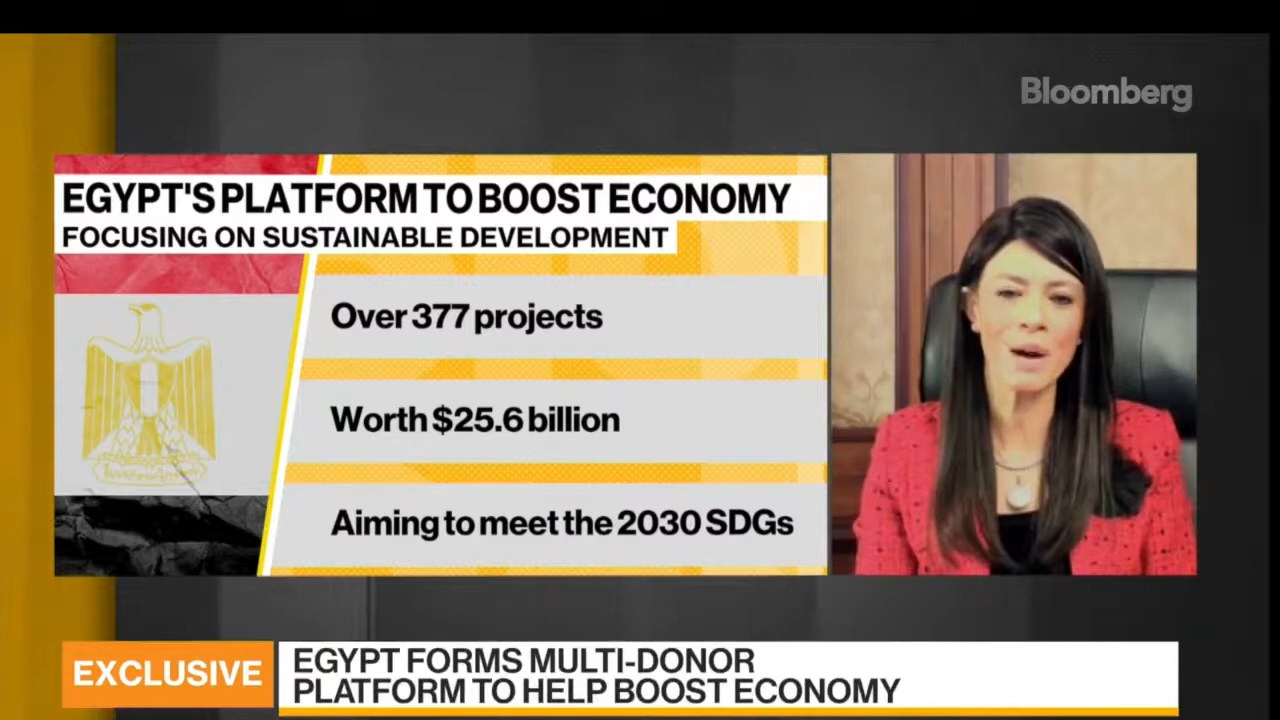 Bloomberg
EGYPT'S PLATFORM TO BOOST ECONOMY
FOCUSING ON SUSTAINABLE DEVELOPMENT
Over 377 projects
Worth $25.6 billion
Aiming to meet the 2030 SDGs
EXCLUSIVE
EGYPT FORMS MULTI-DONOR
PLATFORM TO HELP BOOST ECONOMY